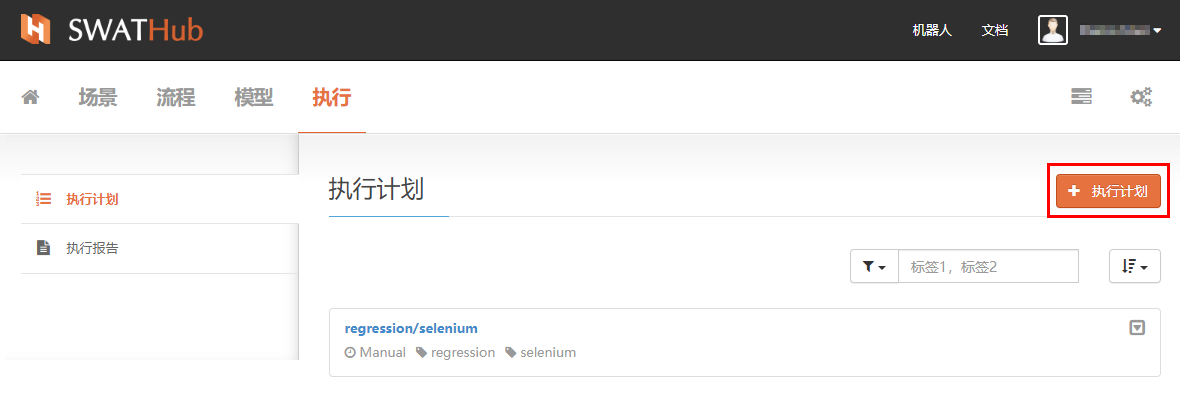 SWATHub 机器人 文档
场景 流程 模型 执行
执行计划
执行报告
执行计划
执行计划
标签1，标签2
regression/selenium
Manual regression selenium